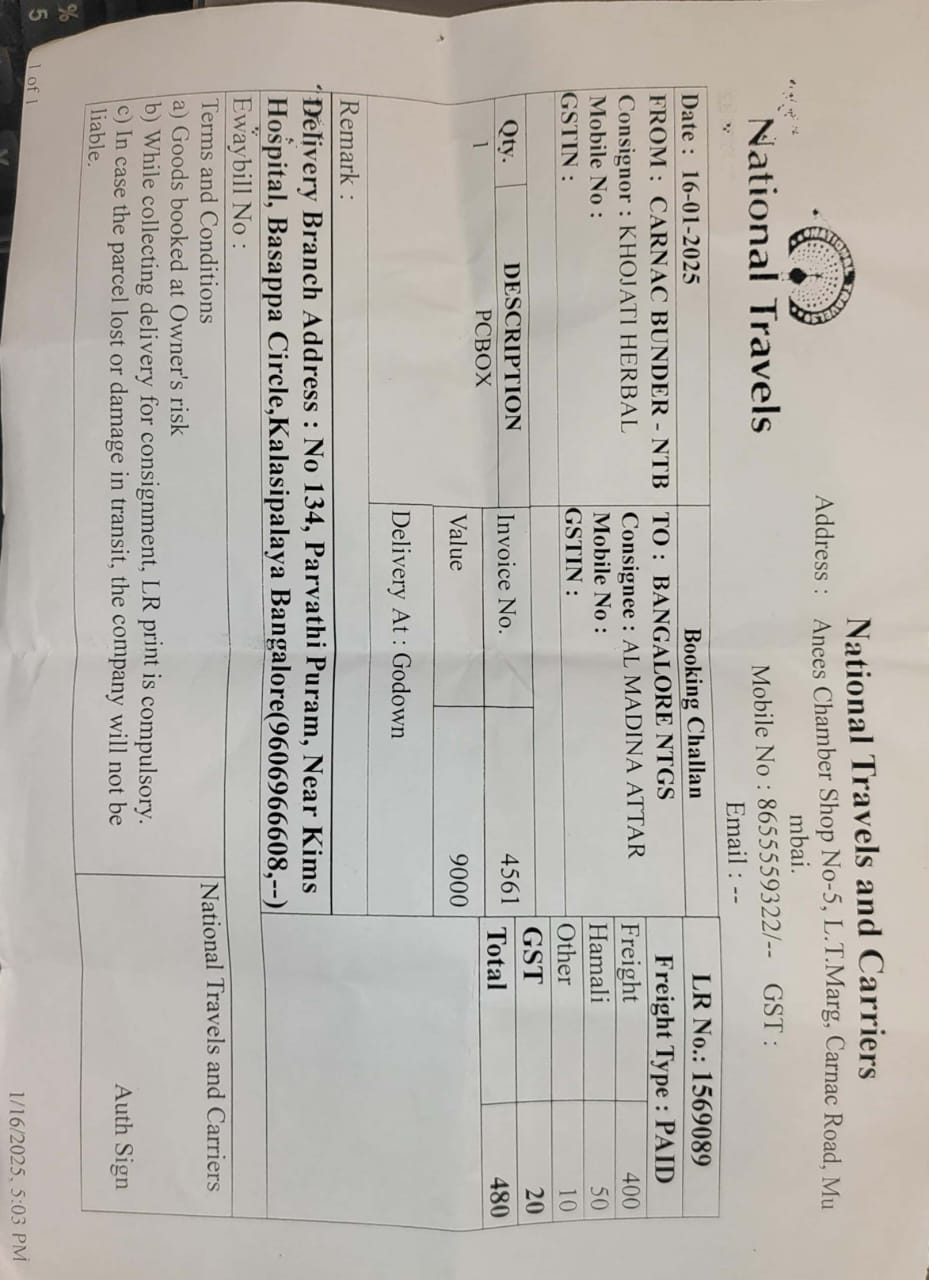 National Travels and Carriers
National Travels
Address : Anees Chamber Shop No-5, L.T.Marg, Carnac Road, Mu
mbai.
Mobile No : 8655559322/-- GST :
Email : --
Date : 16-01-2025 Booking Challan LR No.: 1569089
FROM : CARNAC BUNDER - NTB TO : BANGALORE NTGS Freight Type : PAID
Consignor : KHOJATI HERBAL Consignee : AL MADINA ATTAR Freight 400
Mobile No : Mobile No : Hamali 50
GSTIN : GSTIN : Other 10
GST 20
Qty. DESCRIPTION Invoice No. 4561 Total 480
1 PCBOX
Value 9000
Delivery At : Godown
Remark :
Delivery Branch Address : No 134, Parvathi Puram, Near Kims
Hospital, Basappa Circle,Kalasipalaya Bangalore(9606966608,--)
Ewaybill No :
Terms and Conditions National Travels and Carriers
a) Goods booked at Owner's risk
b) While collecting delivery for consignment, LR print is compulsory.
c) In case the parcel lost or damage in transit, the company will not be
liable.
Auth Sign
1 of 1 1/16/2025, 5:03 PM
%
5